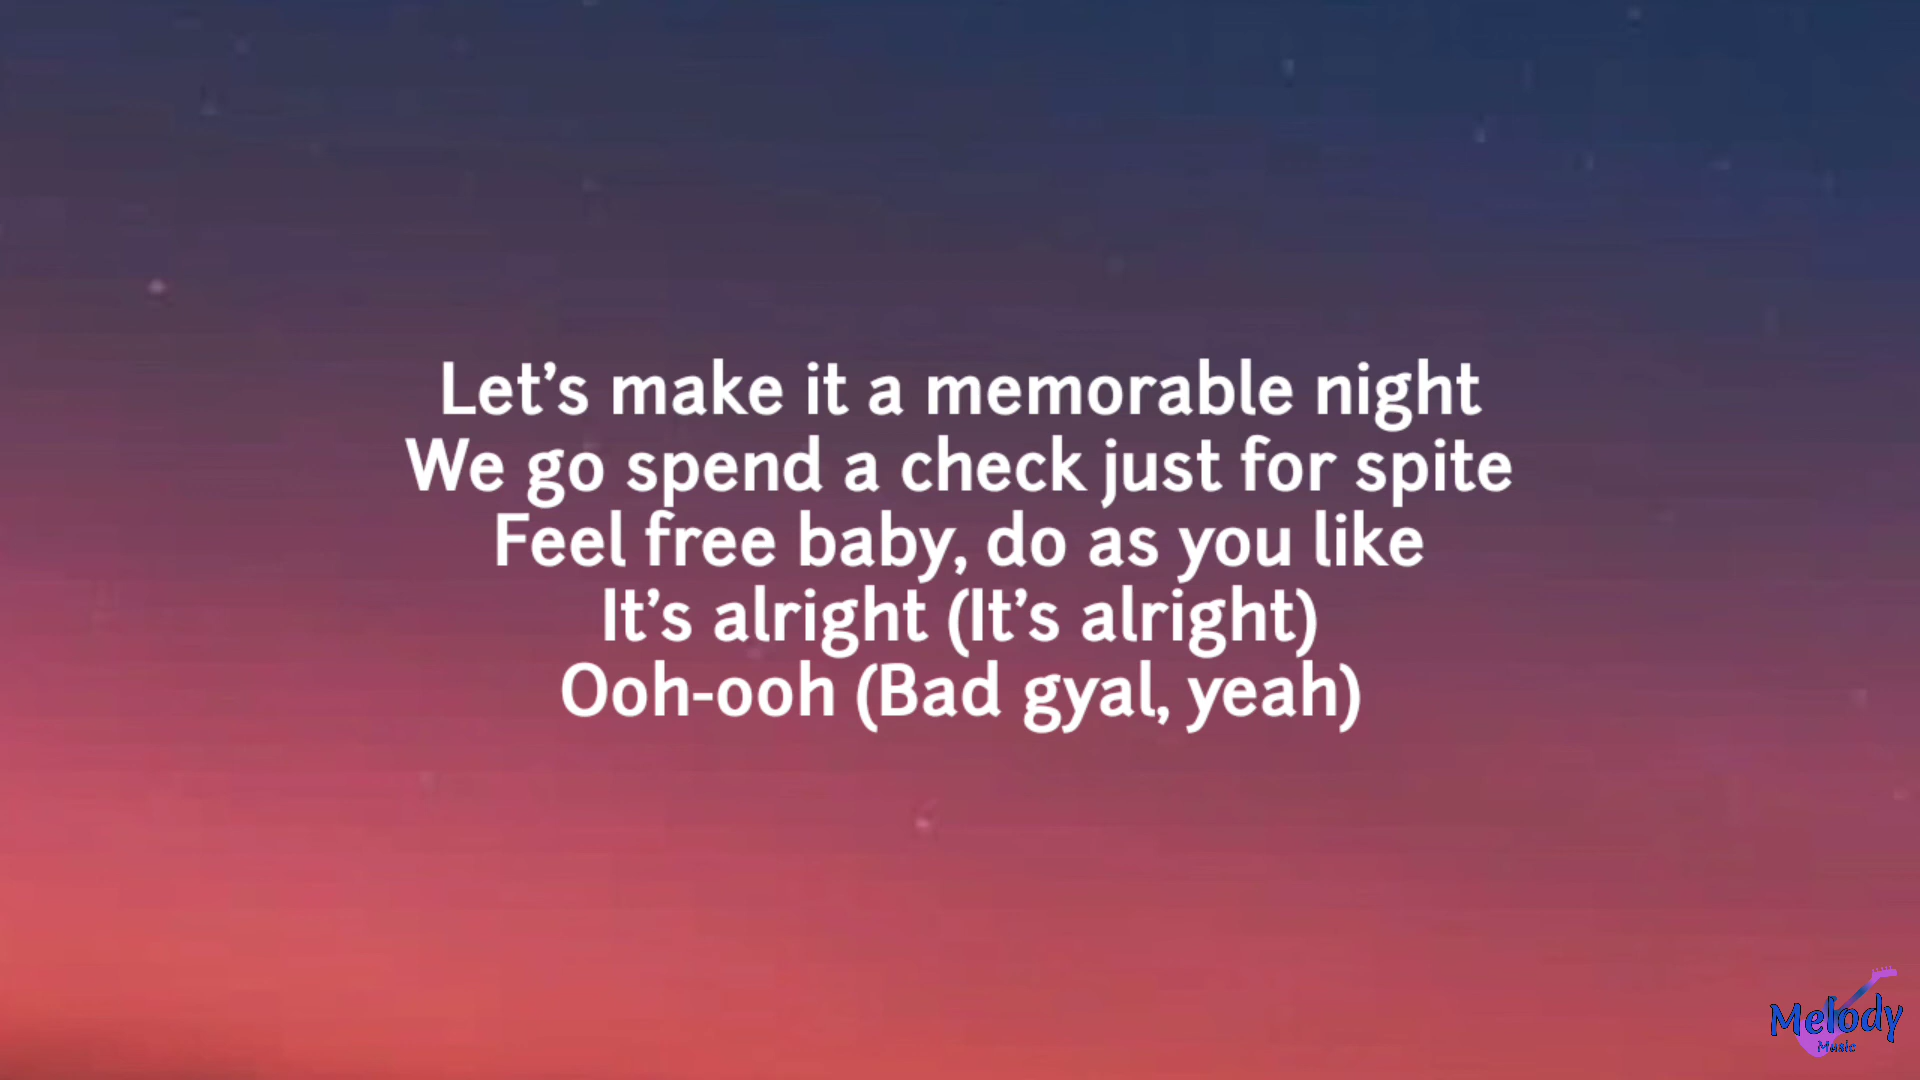 Let’s make it a memorable night
We go spend a check just for spite
Feel free baby, do as you like
It’s alright (It’s alright)
Ooh-ooh (Bad gyal, yeah)
Melody
Music